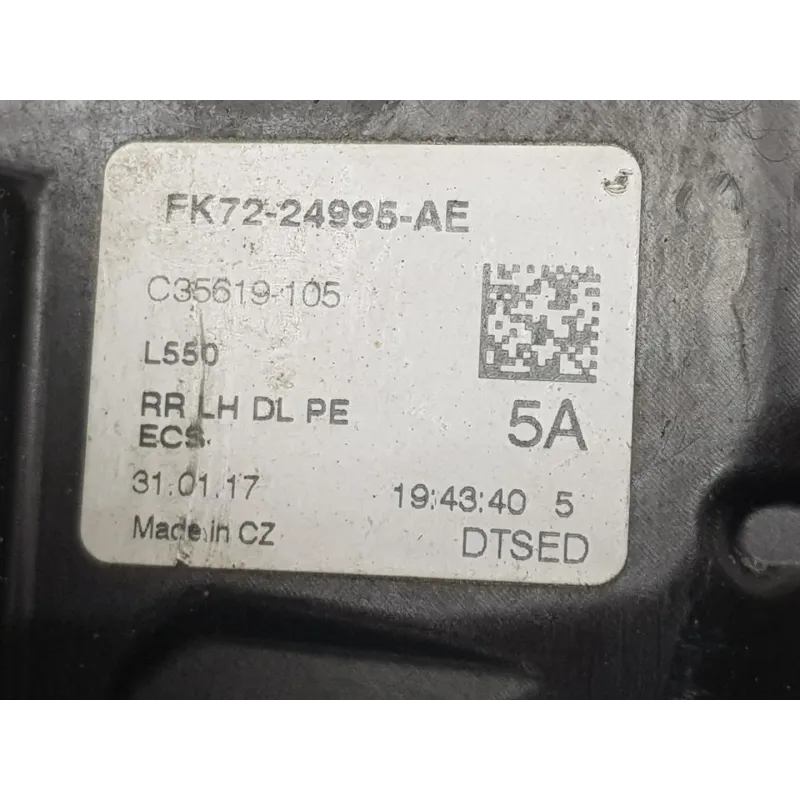 FK72-24995-AE
C35619-105
L550
RR LH DL PE
ECS
5A
31.01.17 19:43:40 5
Made in CZ DTSED